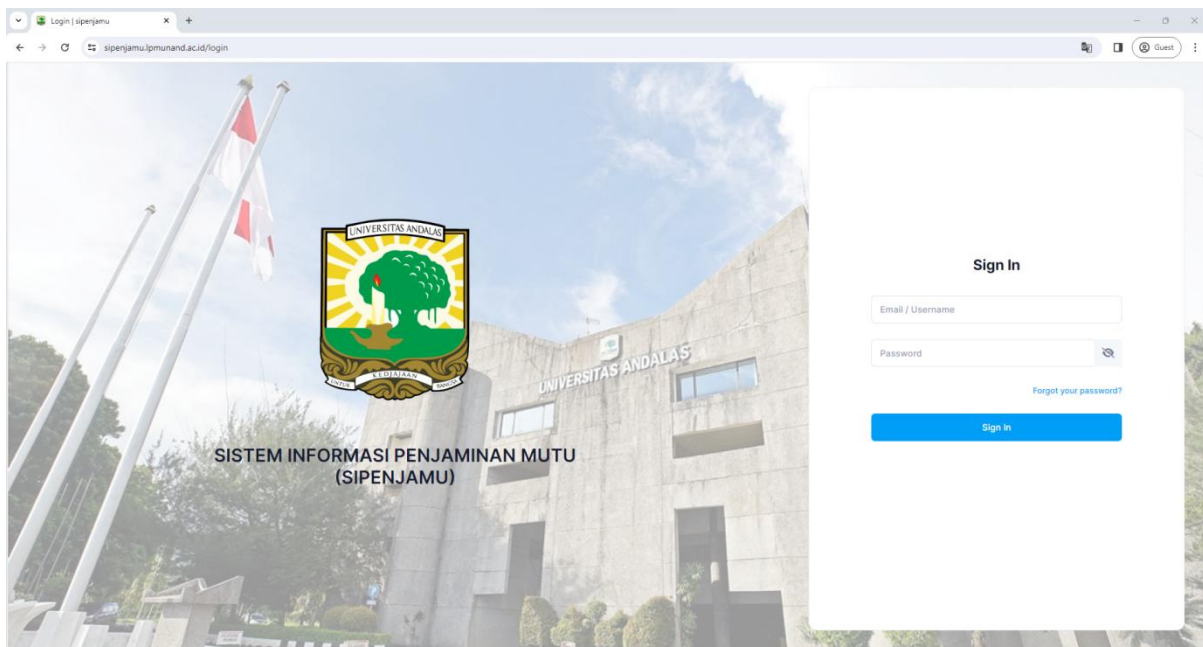 Login | sipenjamu
sipenjamu.lpmunand.ac.id/login
Guest
UNIVERSITAS ANDALAS
UNTUK KEDJAJAAN BANGSA
UNIVERSITAS ANDALAS
SISTEM INFORMASI PENJAMINAN MUTU
(SIPENJAMU)
Sign In
Email / Username
Password
Forgot your password?
Sign In